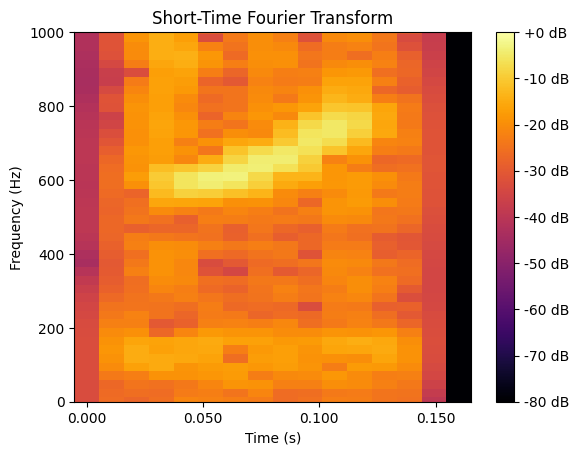 Short-Time Fourier Transform
1000
800
600
400
200
0
Frequency (Hz)
0.000
0.050
0.100
0.150
Time (s)
+0 dB
-10 dB
-20 dB
-30 dB
-40 dB
-50 dB
-60 dB
-70 dB
-80 dB